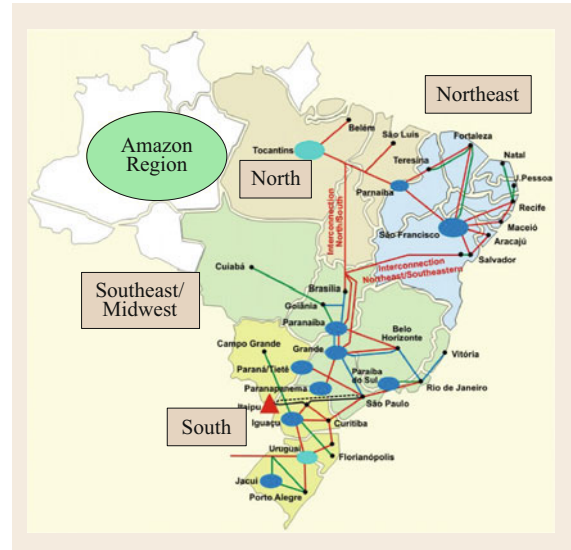 Northeast
Amazon
Region
North
Southeast/
Midwest
South
Belém
São Luis
Fortaleza
Tocantins
Teresina
Natal
Parnaíba
J.Pessoa
Recife
São Francisco
Maceió
Aracajú
Salvador
Interconnection
North/South
Interconnection
Northeast/Southeastern
Cuiabá
Brasília
Goiânia
Paranaíba
Belo
Horizonte
Campo Grande
Grande
Vitória
Paraná/Tietê
Paraíba
do Sul
Paranapenema
Rio de Janeiro
Itaipu
São Paulo
Iguaçu
Curitiba
Uruguai
Florianópolis
Jacuí
Porto Alegre